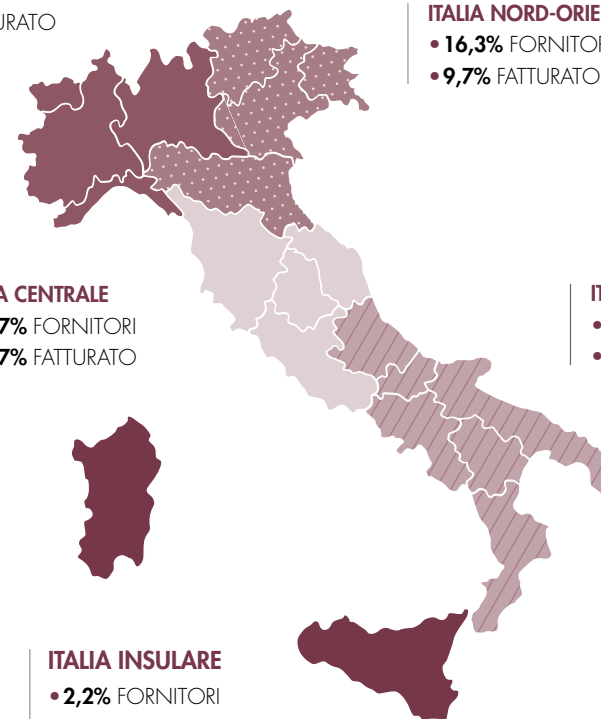 URATO
ITALIA NORD-ORIE
• 16,3% FORNITOR
• 9,7% FATTURATO
A CENTRALE
7% FORNITORI
7% FATTURATO
IT
•
•
ITALIA INSULARE
• 2,2% FORNITORI